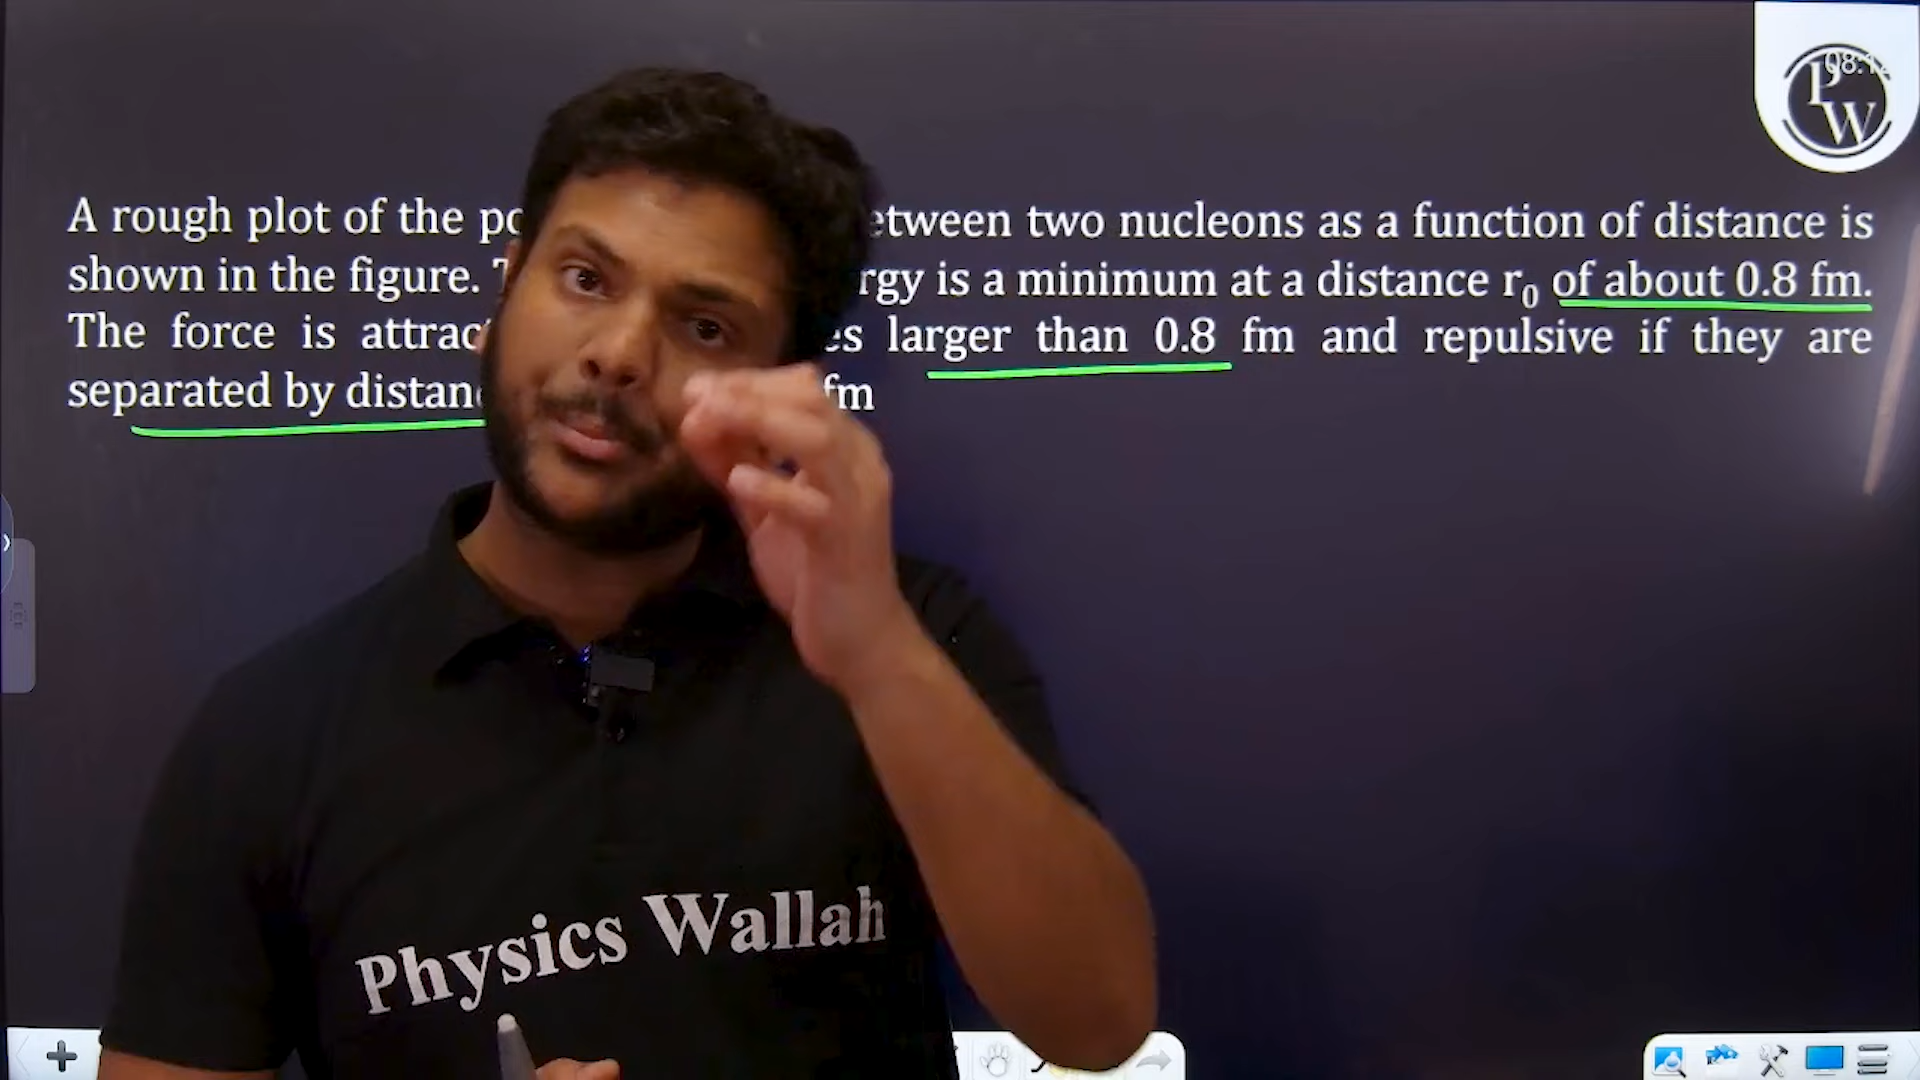 A rough plot of the po etween two nucleons as a function of distance is
shown in the figure. rgy is a minimum at a distance r₀ of about 0.8 fm.
The force is attrac es larger than 0.8 fm and repulsive if they are
separated by distan fm
PW
Physics Wallah